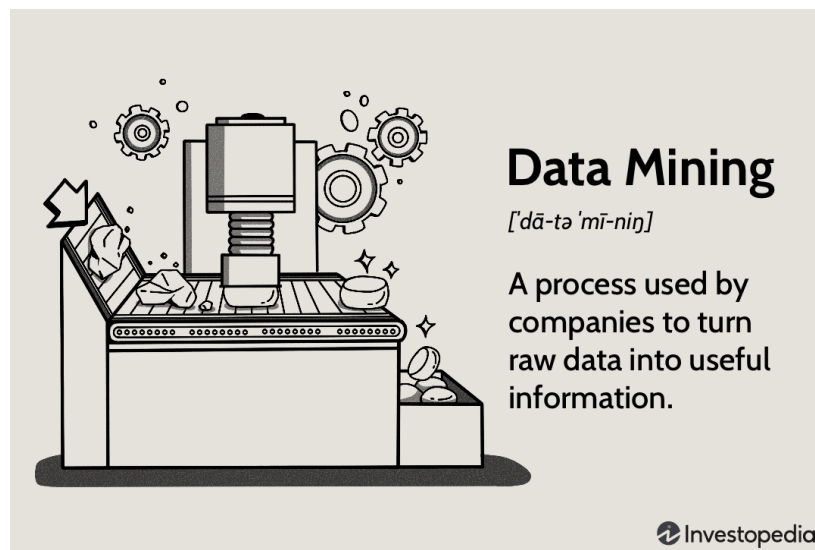 Data Mining
[ˈdā-tə ˈmī-niŋ]
A process used by
companies to turn
raw data into useful
information.
Investopedia